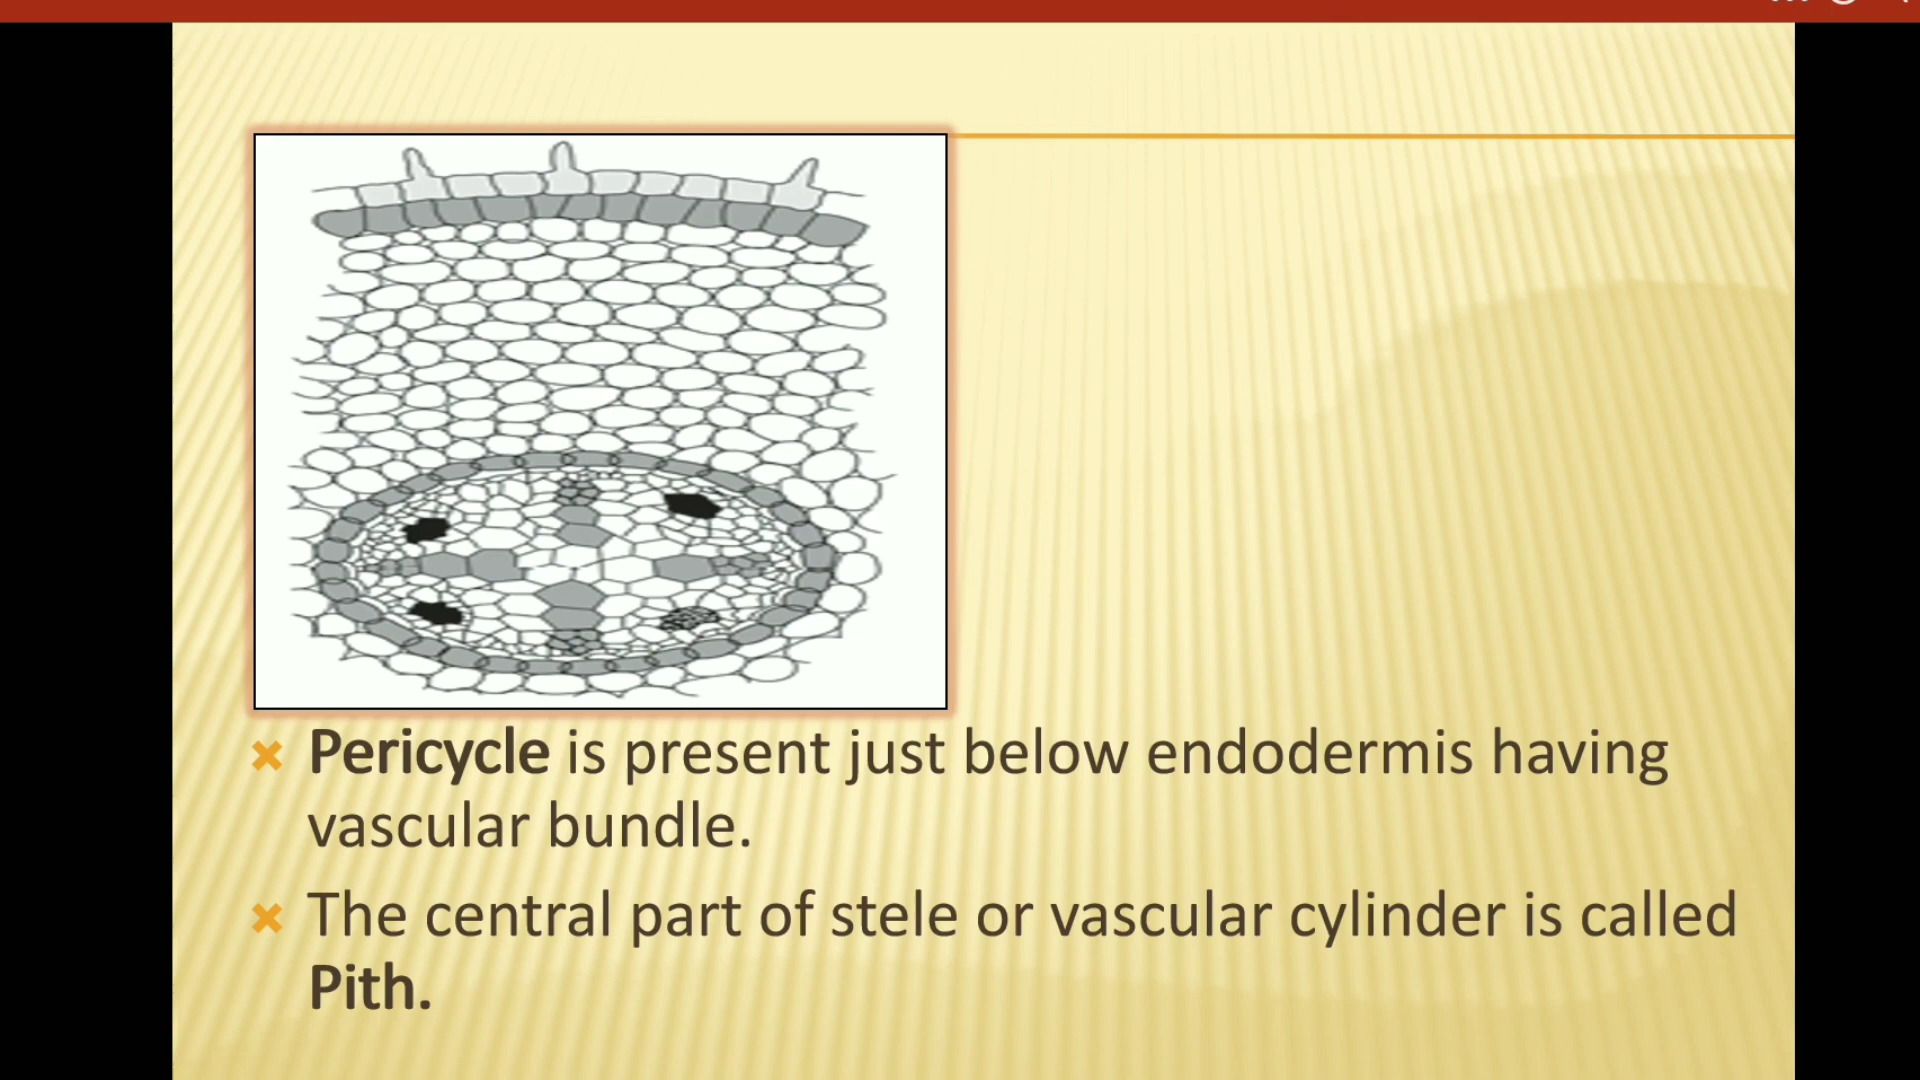 Pericycle is present just below endodermis having
vascular bundle.
The central part of stele or vascular cylinder is called
Pith.